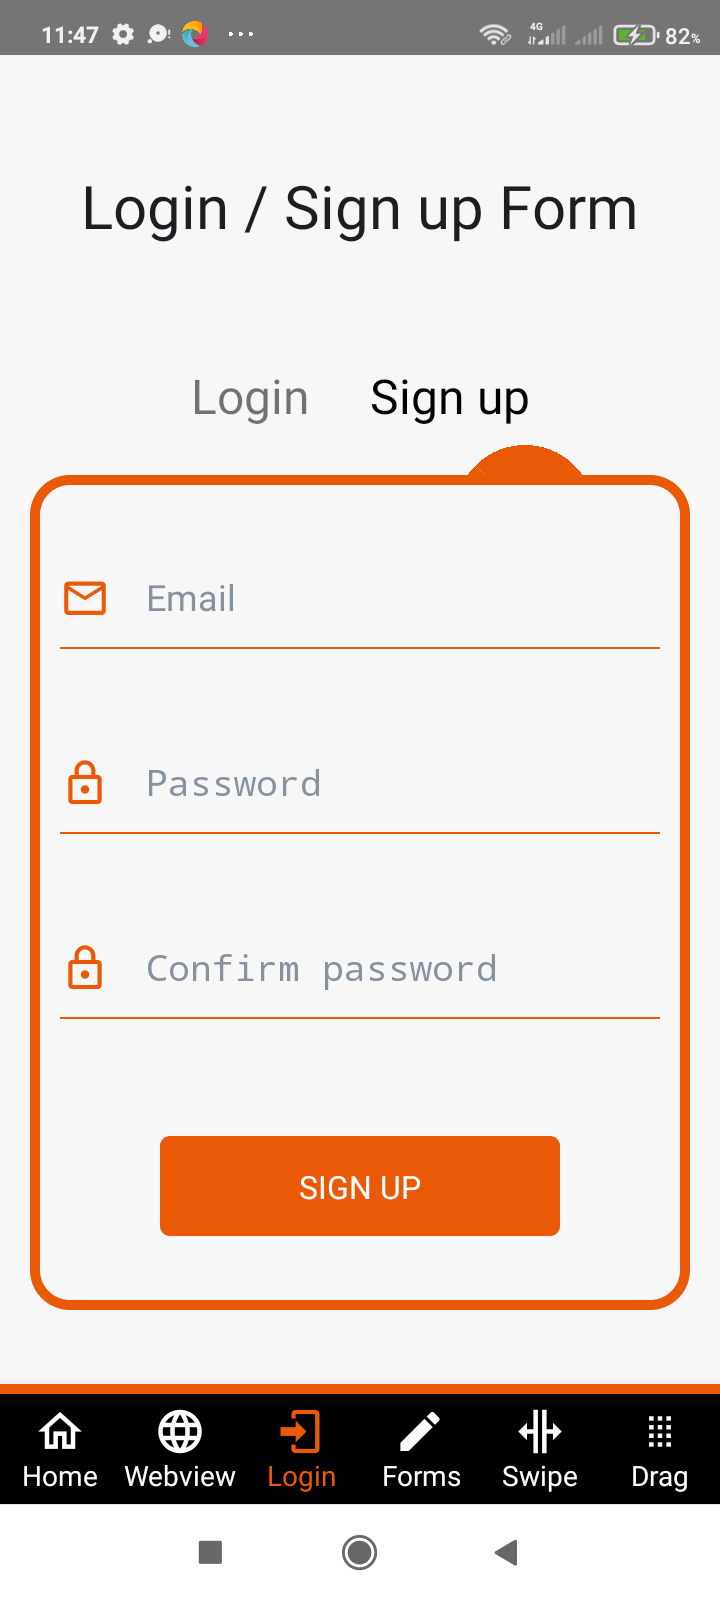 11:47 4G 82%
Login / Sign up Form
Login Sign up
Email
Password
Confirm password
SIGN UP
Home Webview Login Forms Swipe Drag